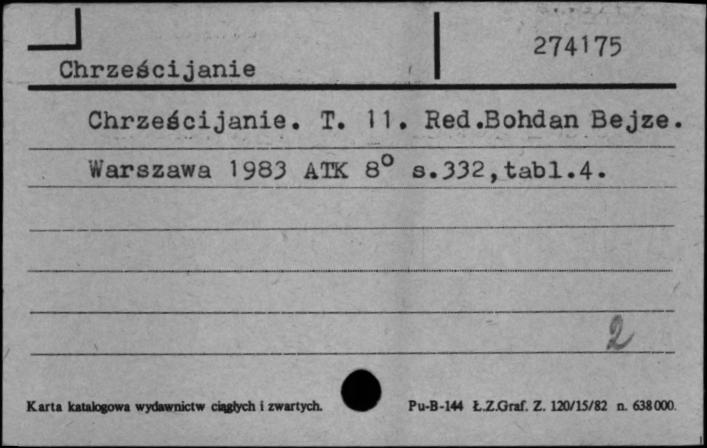 274175
Chrześcijanie
Chrześcijanie. T. 11. Red.Bohdan Bejze.
Warszawa 1983 ATK 8° s.332,tabl.4.
2
Karta katalogowa wydawnictw ciągłych i zwartych.
Pu-B-144 Ł.Z.Graf. Z. 120/15/82 n. 638000.